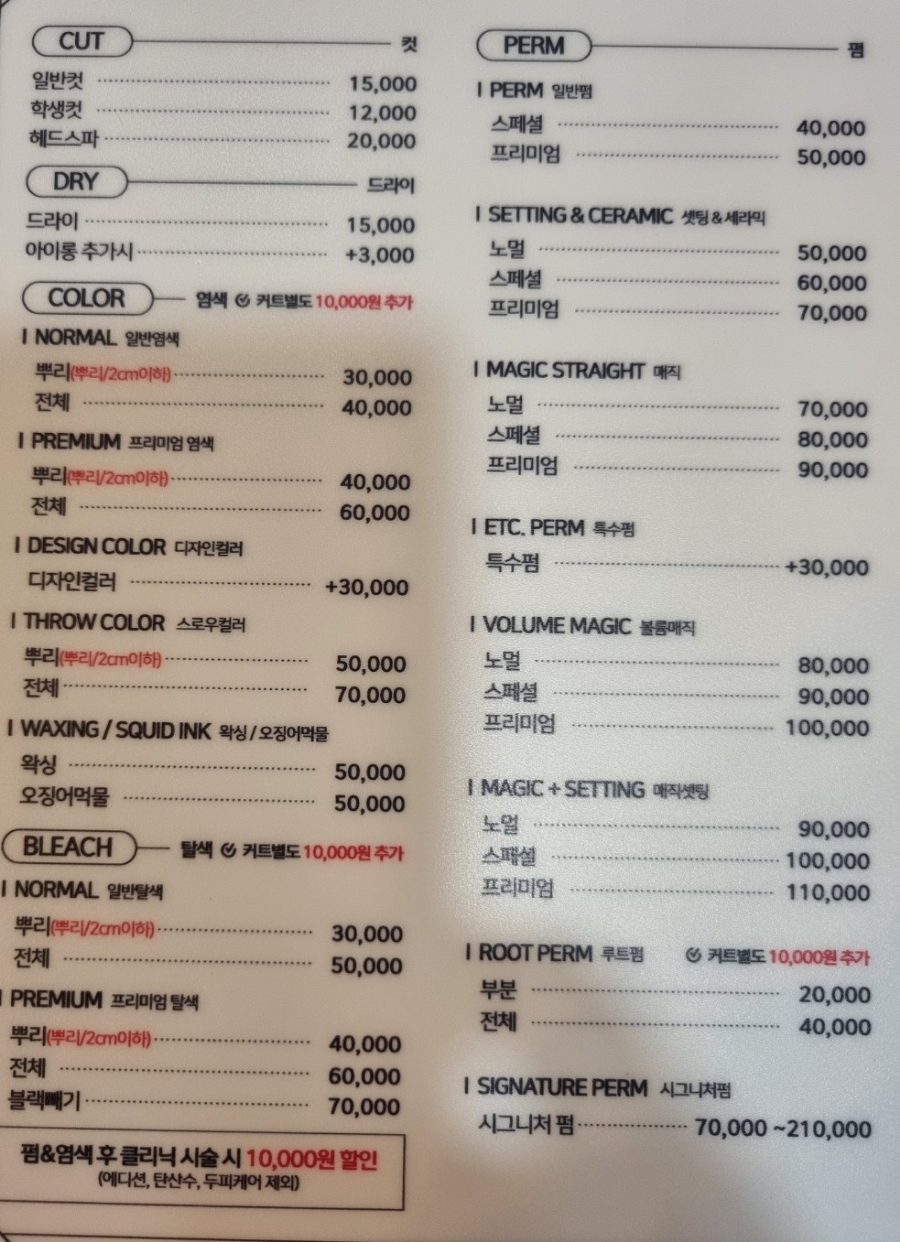 CUT 컷
일반컷 15,000
학생컷 12,000
헤드스파 20,000
DRY 드라이
드라이 15,000
아이롱 추가시 +3,000
COLOR 염색 커트별도 10,000원 추가
NORMAL 일반염색
뿌리(뿌리/2cm이하) 30,000
전체 40,000
PREMIUM 프리미엄 염색
뿌리(뿌리/2cm이하) 40,000
전체 60,000
DESIGN COLOR 디자인컬러
디자인컬러 +30,000
THROW COLOR 스로우컬러
뿌리(뿌리/2cm이하) 50,000
전체 70,000
WAXING / SQUID INK 왁싱 / 오징어먹물
왁싱 50,000
오징어먹물 50,000
BLEACH 탈색 커트별도 10,000원 추가
NORMAL 일반탈색
뿌리(뿌리/2cm이하) 30,000
전체 50,000
PREMIUM 프리미엄 탈색
뿌리(뿌리/2cm이하) 40,000
전체 60,000
블랙빼기 70,000
펌&염색 후 클리닉 시술 시 10,000원 할인
(에디션, 탄산수, 두피케어 제외)
PERM 펌
PERM 일반펌
스페셜 40,000
프리미엄 50,000
SETTING & CERAMIC 셋팅 & 세라믹
노멀 50,000
스페셜 60,000
프리미엄 70,000
MAGIC STRAIGHT 매직
노멀 70,000
스페셜 80,000
프리미엄 90,000
ETC. PERM 특수펌
특수펌 +30,000
VOLUME MAGIC 볼륨매직
노멀 80,000
스페셜 90,000
프리미엄 100,000
MAGIC + SETTING 매직셋팅
노멀 90,000
스페셜 100,000
프리미엄 110,000
ROOT PERM 루트펌 커트별도 10,000원 추가
부분 20,000
전체 40,000
SIGNATURE PERM 시그니처펌
시그니처 펌 70,000 ~210,000